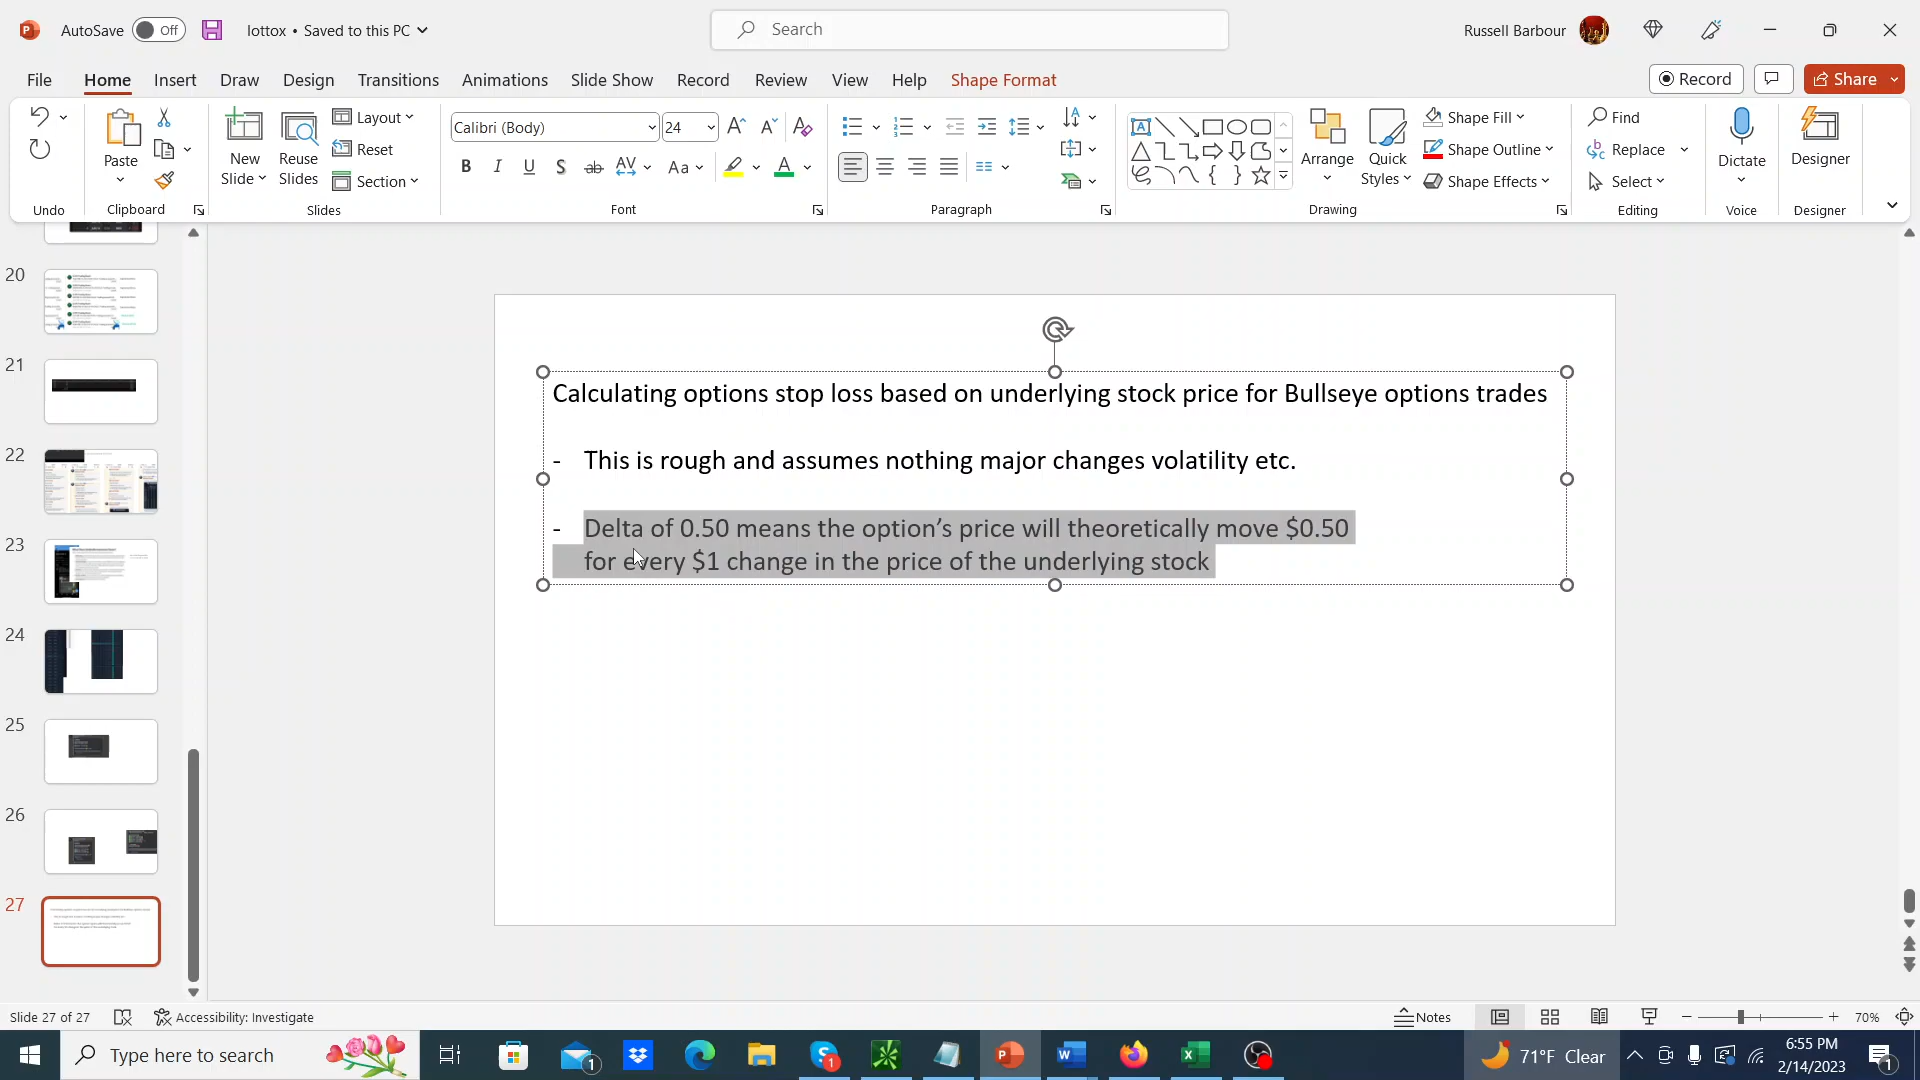 AutoSave Off lottox • Saved to this PC Search Russell Barbour
File Home Insert Draw Design Transitions Animations Slide Show Record Review View Help Shape Format Record Share
Paste New Slide Reuse Slides Layout Reset Section
Calibri (Body) 24
B I U S ab AV Aa A
Arrange Quick Styles Shape Fill Shape Outline Shape Effects
Find Replace Select Dictate Designer
Undo Clipboard Slides Font Paragraph Drawing Editing Voice Designer
20
21
22
23
24
25
26
27
Calculating options stop loss based on underlying stock price for Bullseye options trades
- This is rough and assumes nothing major changes volatility etc.
- Delta of 0.50 means the option’s price will theoretically move $0.50
for every $1 change in the price of the underlying stock
Slide 27 of 27 Accessibility: Investigate Notes 70%
Type here to search 1 1 71°F Clear 6:55 PM
2/14/2023 1